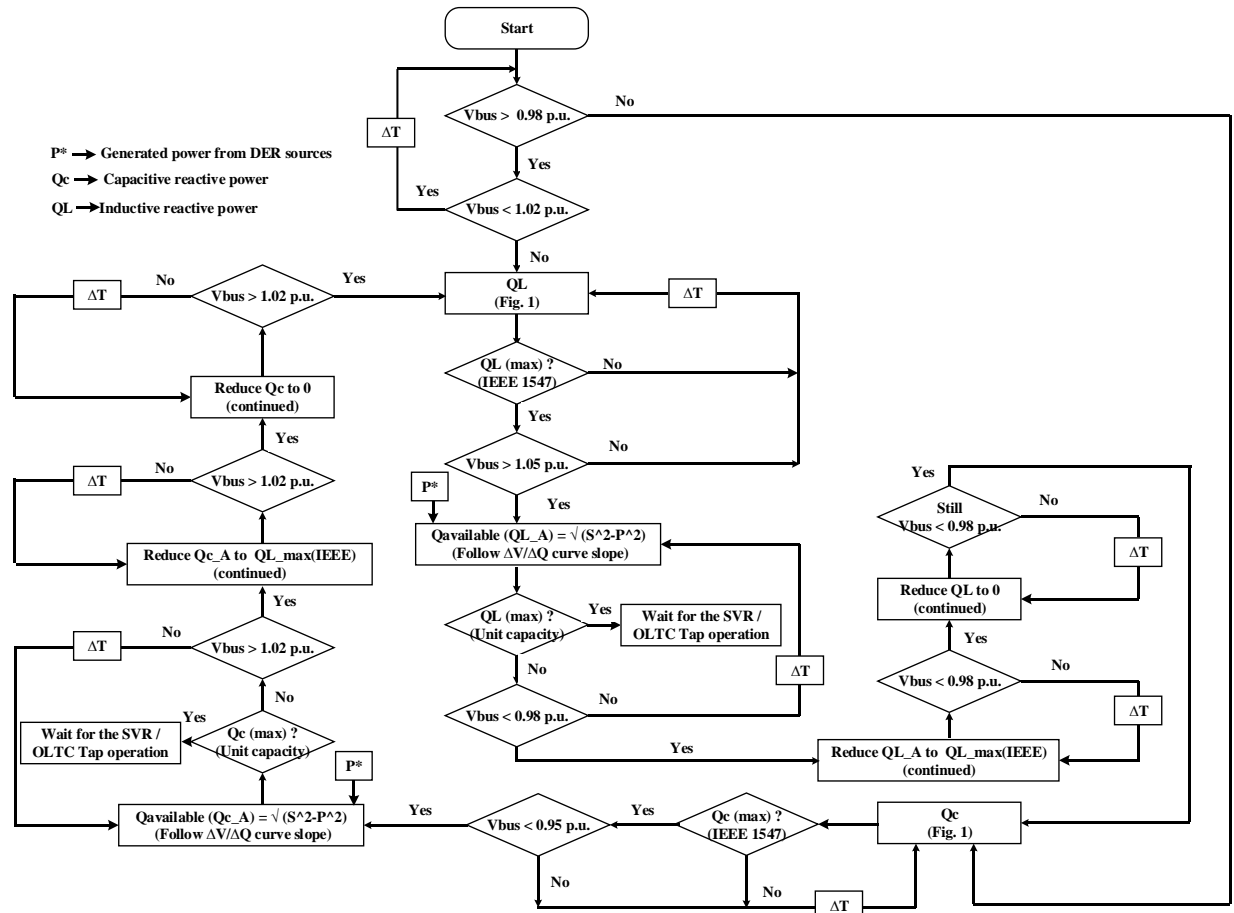 Start
Vbus > 0.98 p.u.
No
ΔT
Yes
Yes
Vbus < 1.02 p.u.
No
P* Generated power from DER sources
Qc Capacitive reactive power
QL Inductive reactive power
ΔT
No
Vbus > 1.02 p.u.
Yes
QL
(Fig. 1)
ΔT
Reduce Qc to 0
(continued)
QL (max) ?
(IEEE 1547)
No
Yes
Yes
ΔT
No
Vbus > 1.02 p.u.
Vbus > 1.05 p.u.
No
P*
Yes
Reduce Qc_A to QL_max(IEEE)
(continued)
Qavailable (QL_A) = √ (S^2-P^2)
(Follow ΔV/ΔQ curve slope)
Yes
Still
Vbus < 0.98 p.u.
No
ΔT
Reduce QL to 0
(continued)
Yes
ΔT
No
Vbus > 1.02 p.u.
QL (max) ?
(Unit capacity)
Yes
Wait for the SVR /
OLTC Tap operation
No
ΔT
Yes
Vbus < 0.98 p.u.
No
ΔT
No
Yes
Wait for the SVR /
OLTC Tap operation
Qc (max) ?
(Unit capacity)
Vbus < 0.98 p.u.
No
Yes
Reduce QL_A to QL_max(IEEE)
(continued)
P*
Qavailable (Qc_A) = √ (S^2-P^2)
(Follow ΔV/ΔQ curve slope)
Yes
Vbus < 0.95 p.u.
Yes
Qc (max) ?
(IEEE 1547)
Qc
(Fig. 1)
No
No
ΔT